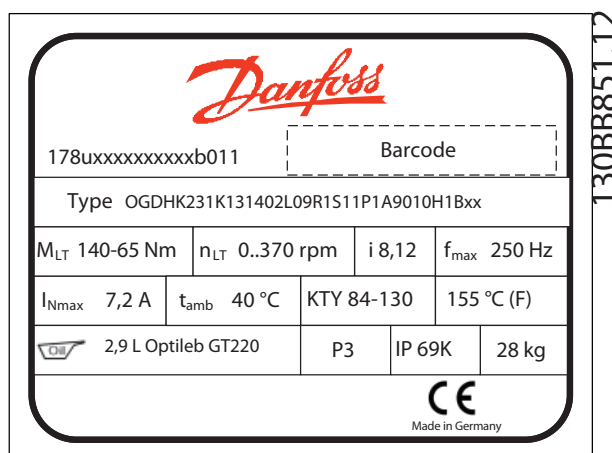 Danfoss
178uxxxxxxxxxxb011
Barcode
Type OGDHK231K131402L09R1S11P1A9010H1Bxx
MLT 140-65 Nm nLT 0..370 rpm i 8,12 fmax 250 Hz
INmax 7,2 A tamb 40 °C KTY 84-130 155 °C (F)
Oil 2,9 L Optileb GT220 P3 IP 69K 28 kg
CE
Made in Germany
130BB851.12